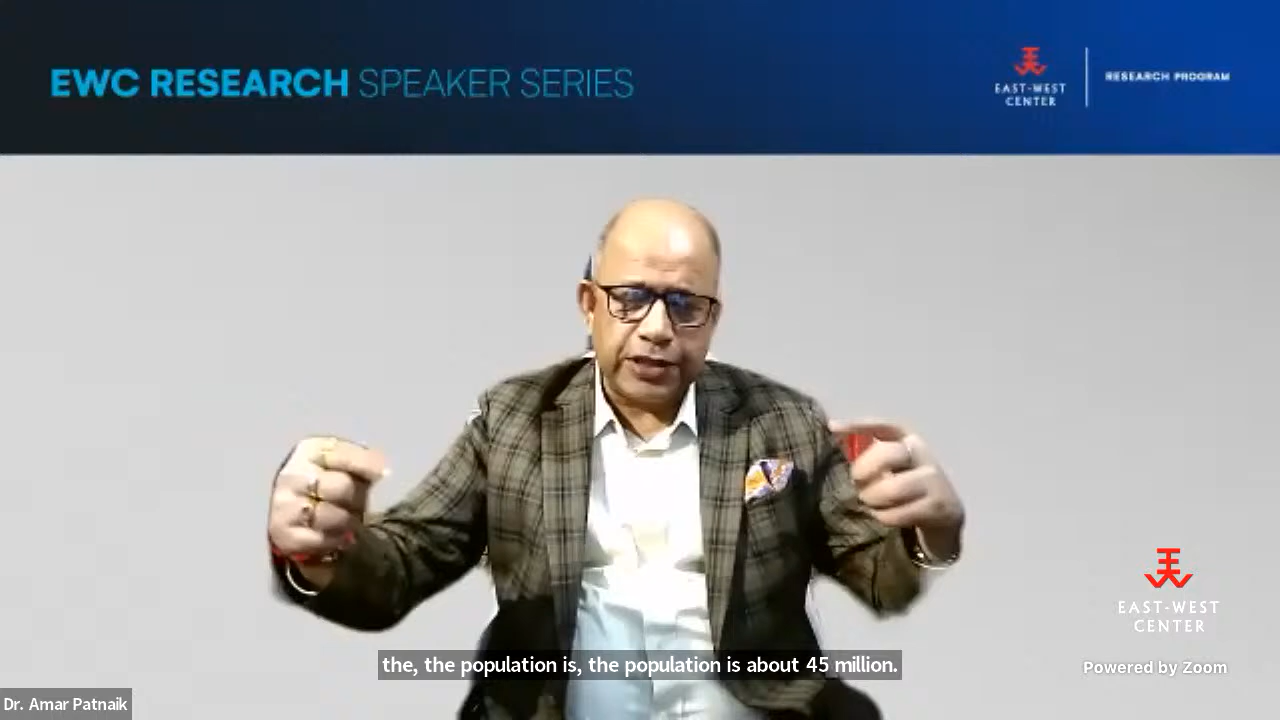 EWC RESEARCH SPEAKER SERIES
EAST-WEST
CENTER
RESEARCH PROGRAM
EAST-WEST
CENTER
the, the population is, the population is about 45 million.
Powered by Zoom
Dr. Amar Patnaik